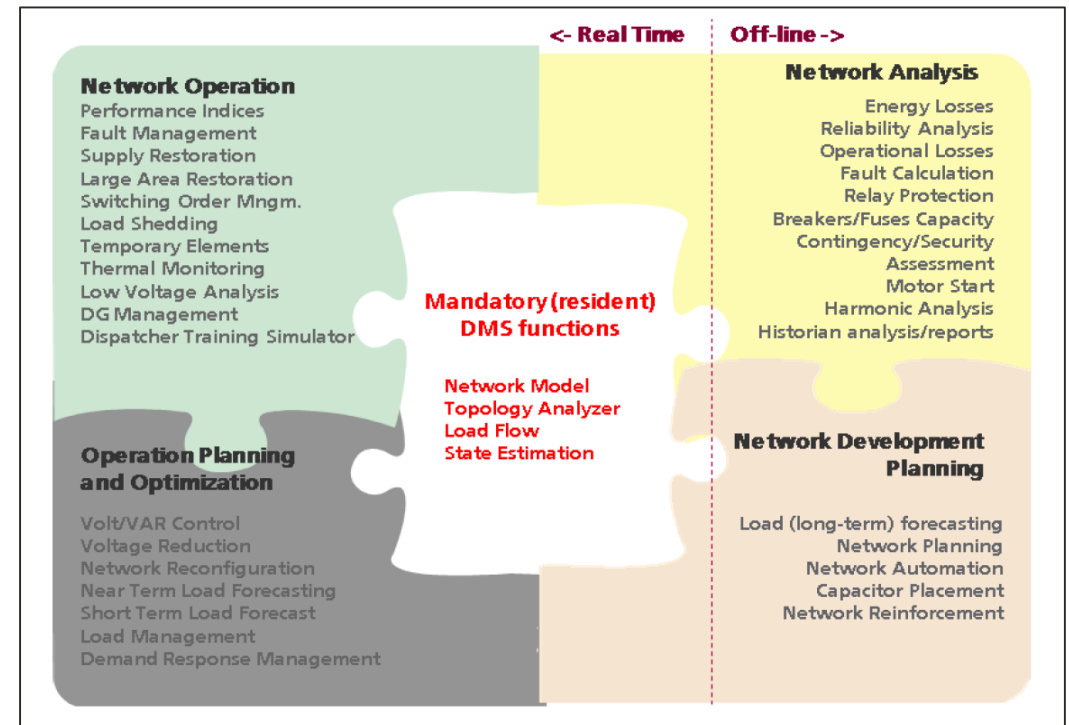 <- Real Time
Off-line ->
Network Operation
Performance Indices
Fault Management
Supply Restoration
Large Area Restoration
Switching Order Mngm.
Load Shedding
Temporary Elements
Thermal Monitoring
Low Voltage Analysis
DG Management
Dispatcher Training Simulator
Network Analysis
Energy Losses
Reliability Analysis
Operational Losses
Fault Calculation
Relay Protection
Breakers/Fuses Capacity
Contingency/Security
Assessment
Motor Start
Harmonic Analysis
Historian analysis/reports
Mandatory (resident)
DMS functions
Network Model
Topology Analyzer
Load Flow
State Estimation
Operation Planning
and Optimization
Volt/VAR Control
Voltage Reduction
Network Reconfiguration
Near Term Load Forecasting
Short Term Load Forecast
Load Management
Demand Response Management
Network Development
Planning
Load (long-term) forecasting
Network Planning
Network Automation
Capacitor Placement
Network Reinforcement